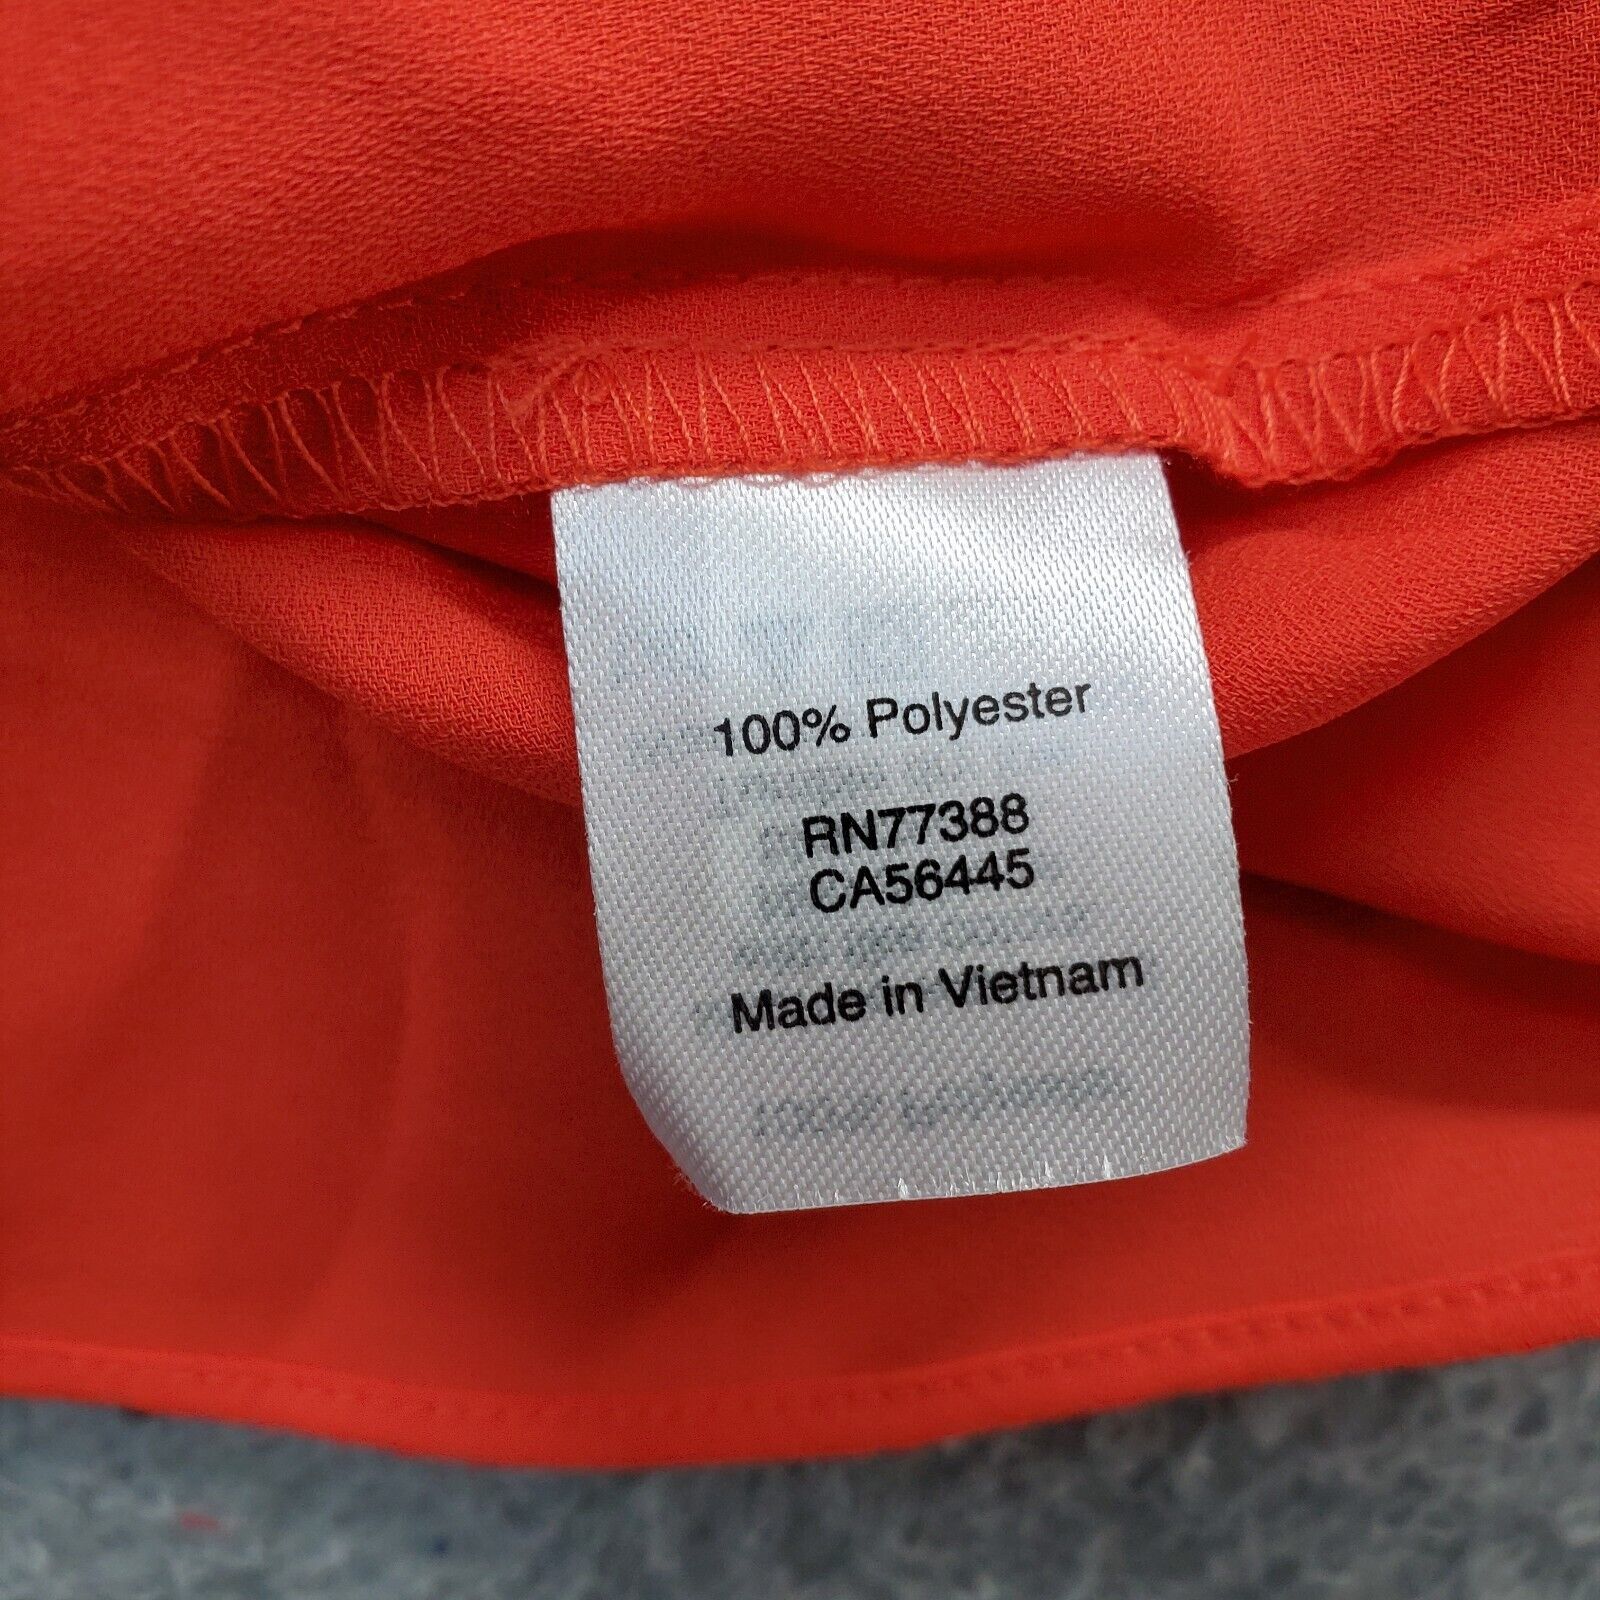 100% Polyester
RN77388
CA56445
Made in Vietnam